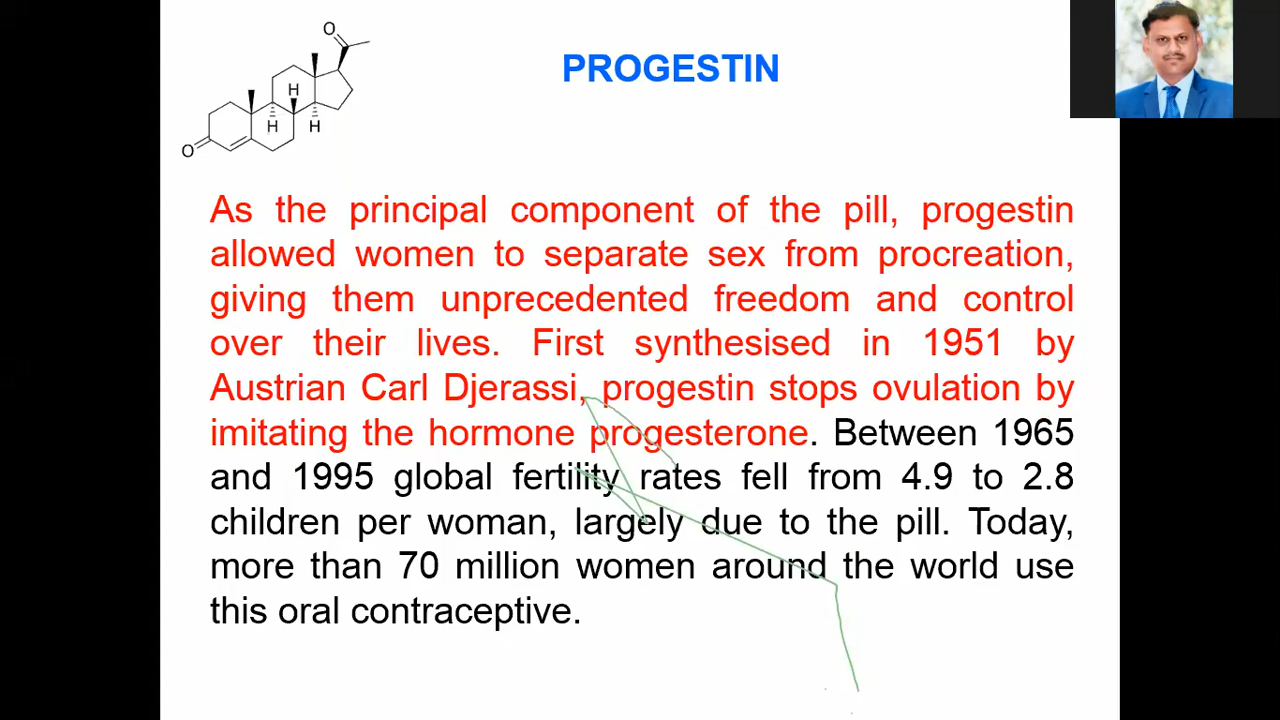 O
PROGESTIN
H
H
H
O
As the principal component of the pill, progestin
allowed women to separate sex from procreation,
giving them unprecedented freedom and control
over their lives. First synthesised in 1951 by
Austrian Carl Djerassi, progestin stops ovulation by
imitating the hormone progesterone. Between 1965
and 1995 global fertility rates fell from 4.9 to 2.8
children per woman, largely due to the pill. Today,
more than 70 million women around the world use
this oral contraceptive.